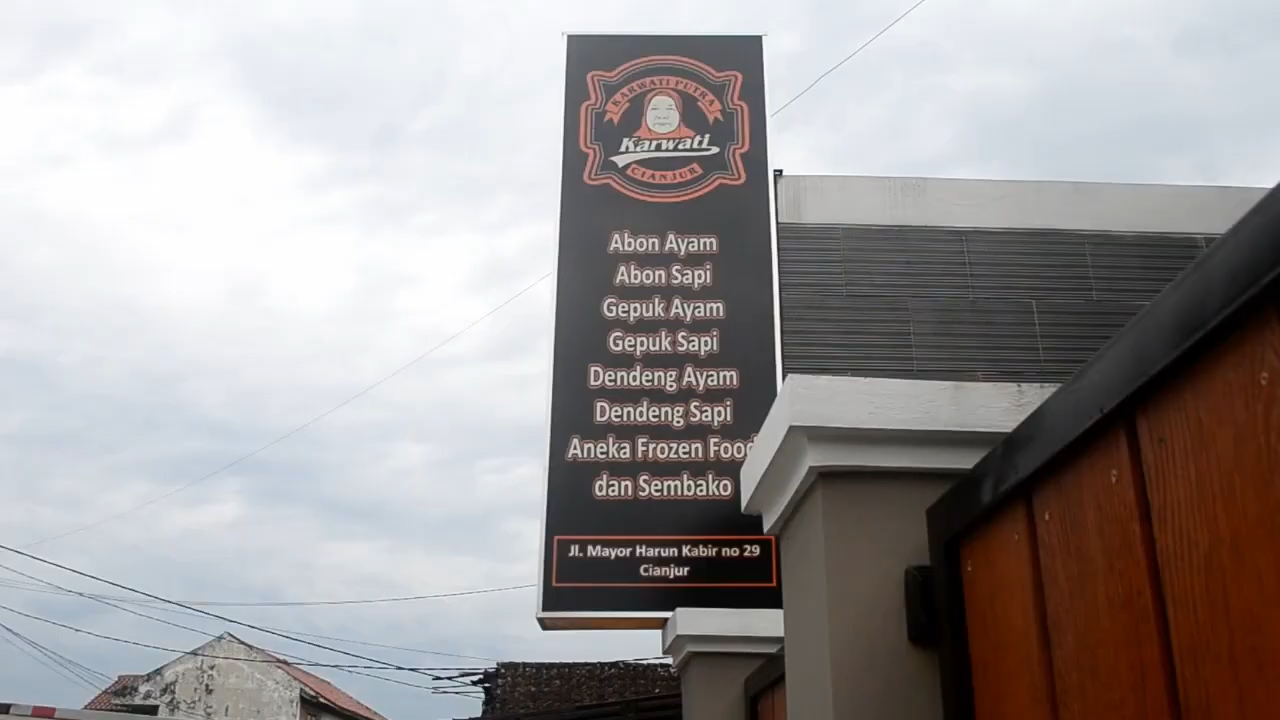 KARWATI PUTRA
Karwati
CIANJUR
Abon Ayam
Abon Sapi
Gepuk Ayam
Gepuk Sapi
Dendeng Ayam
Dendeng Sapi
Aneka Frozen Food
dan Sembako
Jl. Mayor Harun Kabir no 29
Cianjur